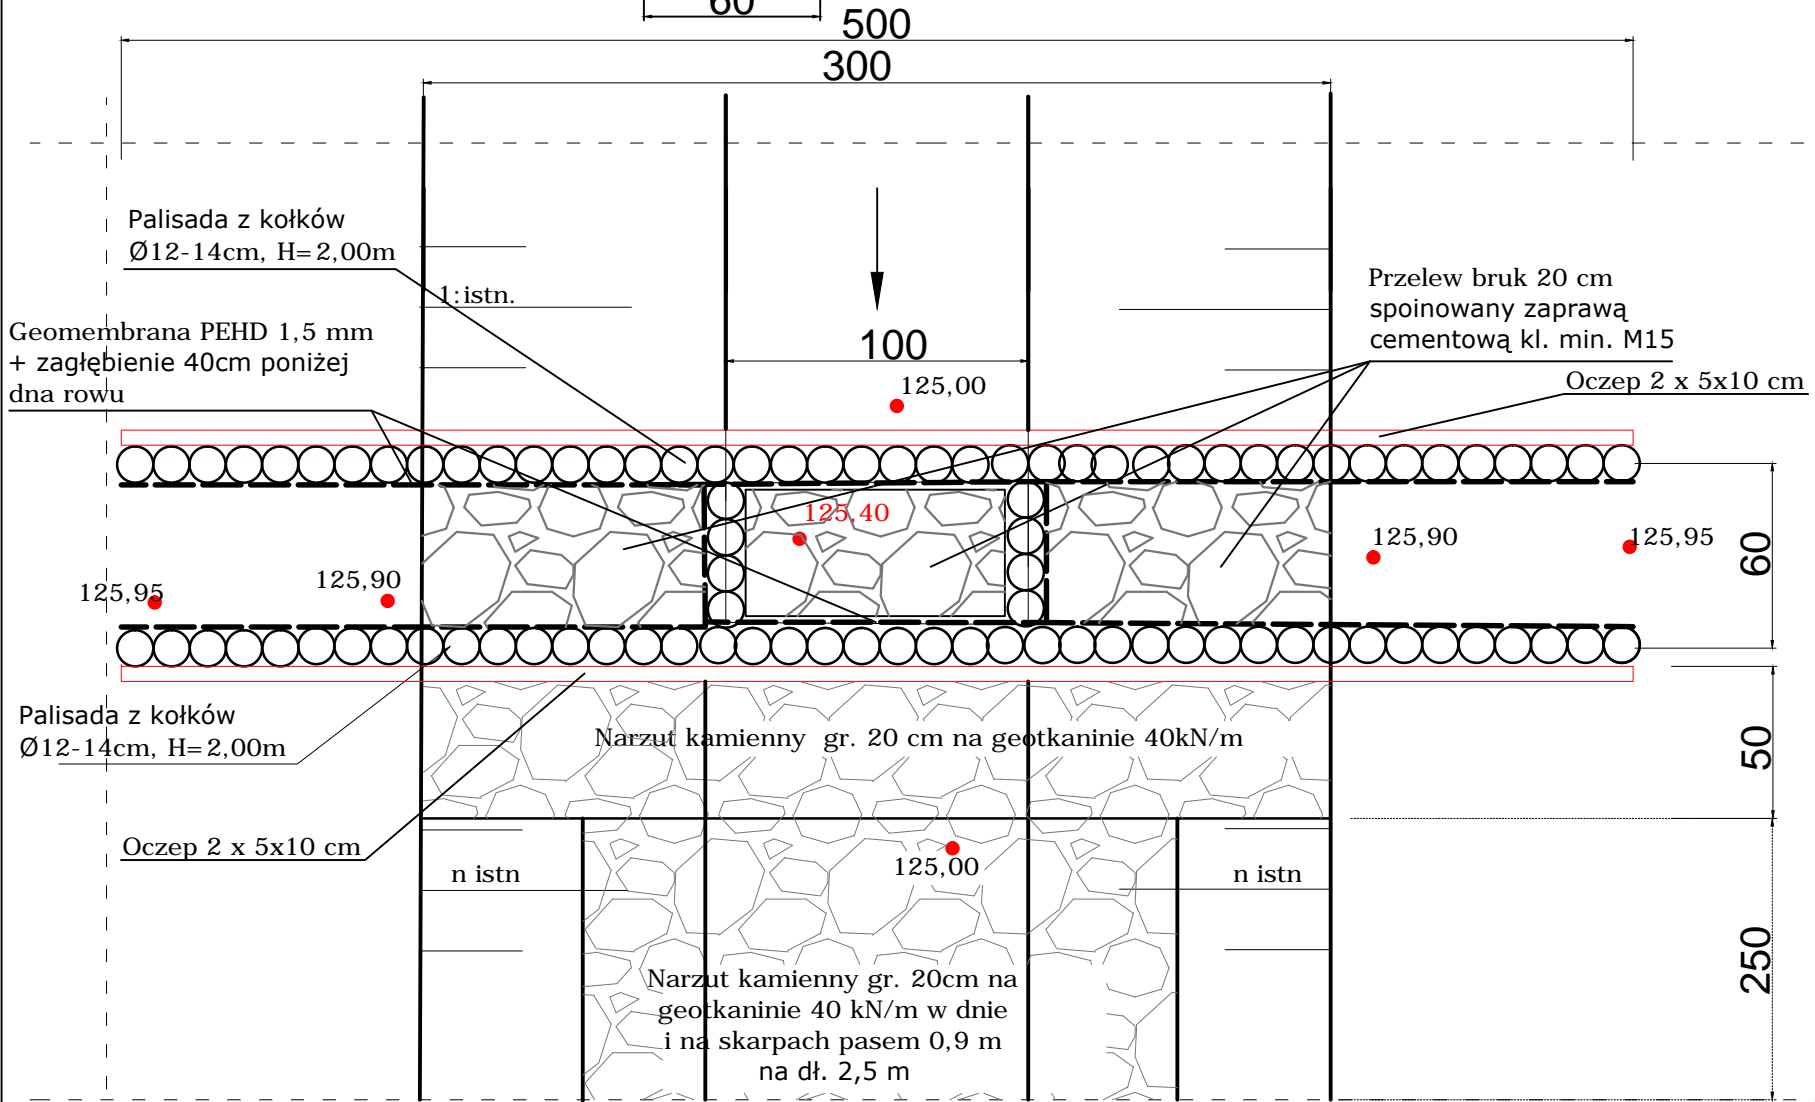 60
500
300
Palisada z kołków
Ø12-14cm, H=2,00m
1:istn.
Geomembrana PEHD 1,5 mm
+ zagłębienie 40cm poniżej
dna rowu
100
125,00
Przelew bruk 20 cm
spoinowany zaprawą
cementową kl. min. M15
Oczep 2 x 5x10 cm
125,40
125,90
125,95
125,95
125,90
60
Palisada z kołków
Ø12-14cm, H=2,00m
Narzut kamienny gr. 20 cm na geotkaninie 40kN/m
50
Oczep 2 x 5x10 cm
n istn
125,00
n istn
250
Narzut kamienny gr. 20cm na
geotkaninie 40 kN/m w dnie
i na skarpach pasem 0,9 m
na dł. 2,5 m